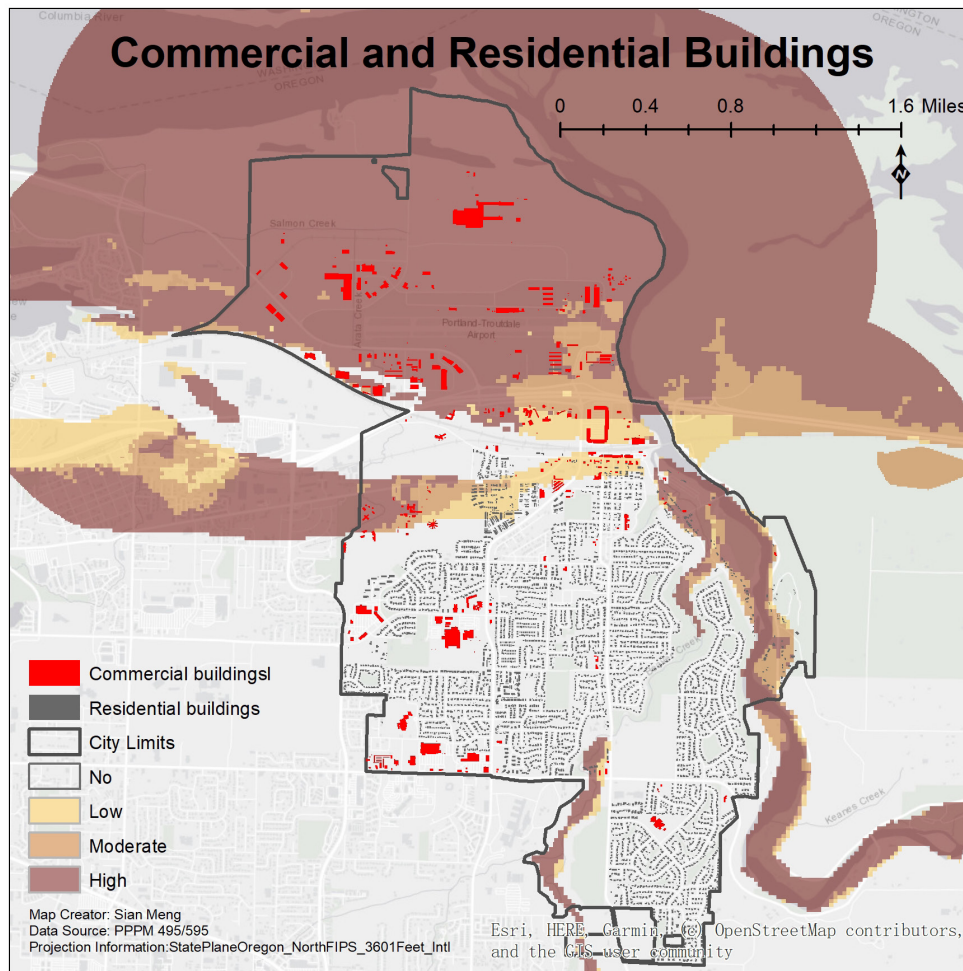 Columbia River
WASHINGTON
OREGON
Commercial and Residential Buildings
0 0.4 0.8 1.6 Miles
N
Salmon Creek
Arata Creek
Portland-Troutdale
Airport
Keanes Creek
Commercial buildingsl
Residential buildings
City Limits
No
Low
Moderate
High
Map Creator: Sian Meng
Data Source: PPPM 495/595
Projection Information:StatePlaneOregon_NorthFIPS_3601Feet_Intl
Esri, HERE, Garmin, (c) OpenStreetMap contributors,
and the GIS user community